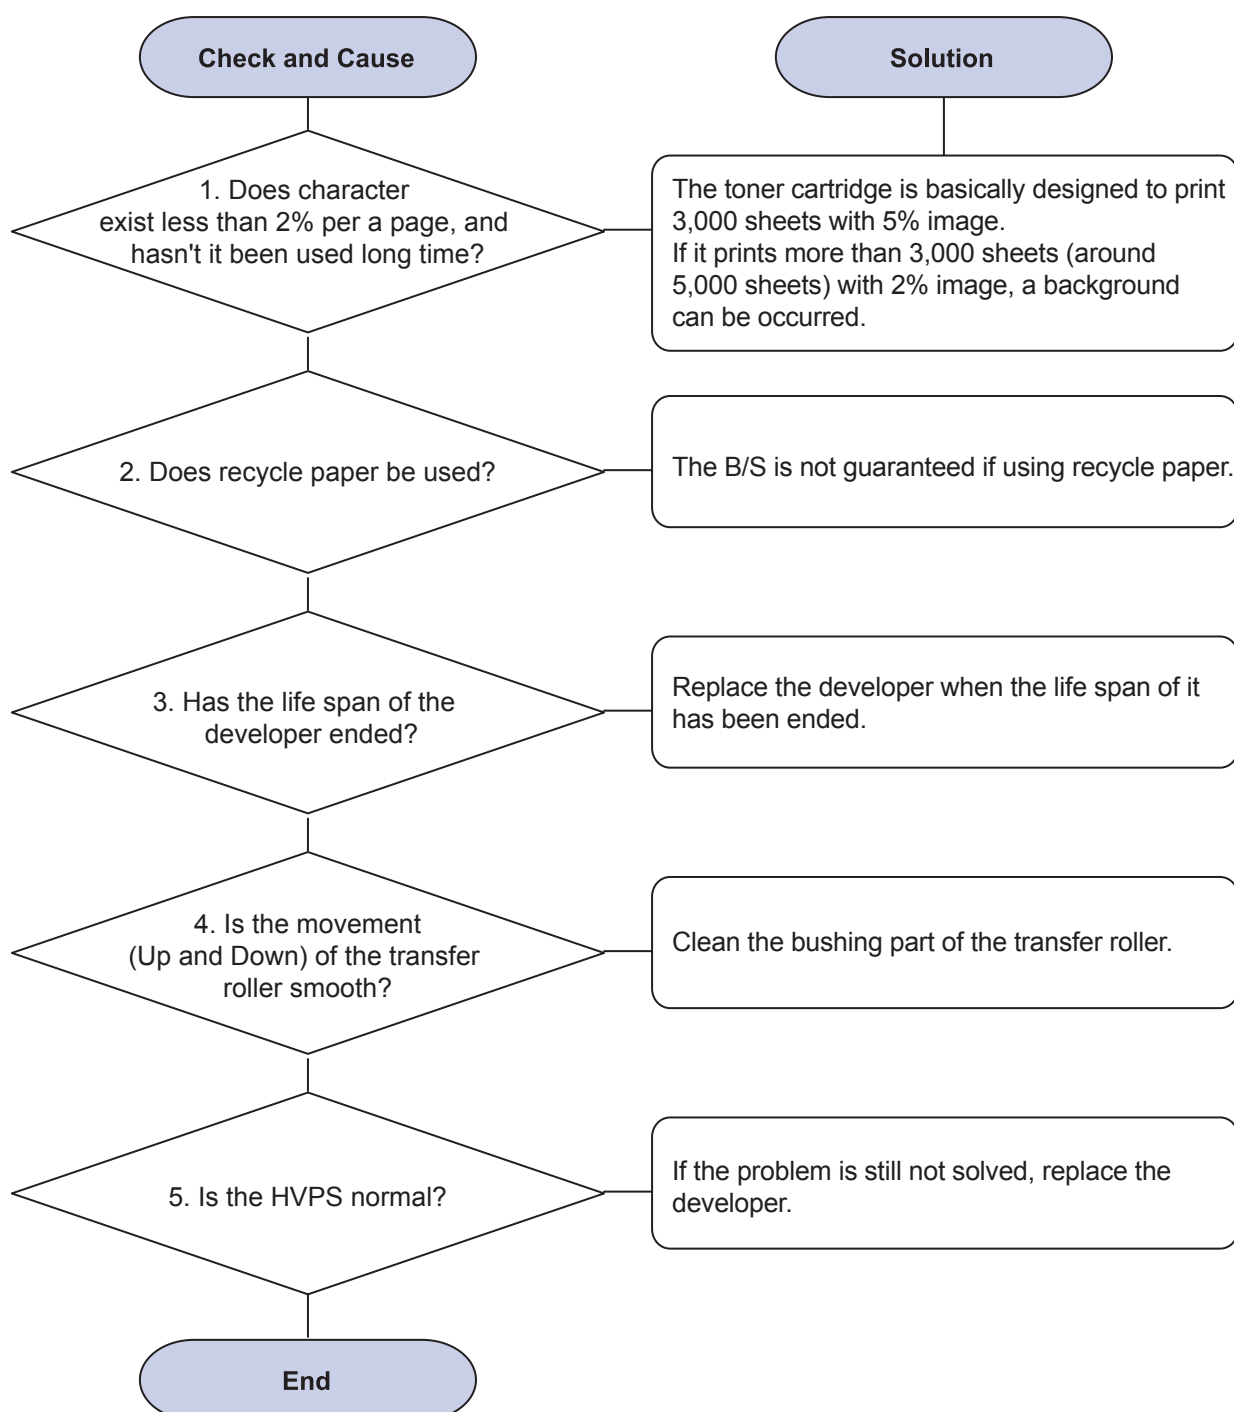 Check and Cause
Solution
1. Does character
exist less than 2% per a page, and
hasn't it been used long time?
The toner cartridge is basically designed to print
3,000 sheets with 5% image.
If it prints more than 3,000 sheets (around
5,000 sheets) with 2% image, a background
can be occurred.
2. Does recycle paper be used?
The B/S is not guaranteed if using recycle paper.
3. Has the life span of the
developer ended?
Replace the developer when the life span of it
has been ended.
4. Is the movement
(Up and Down) of the transfer
roller smooth?
Clean the bushing part of the transfer roller.
5. Is the HVPS normal?
If the problem is still not solved, replace the
developer.
End